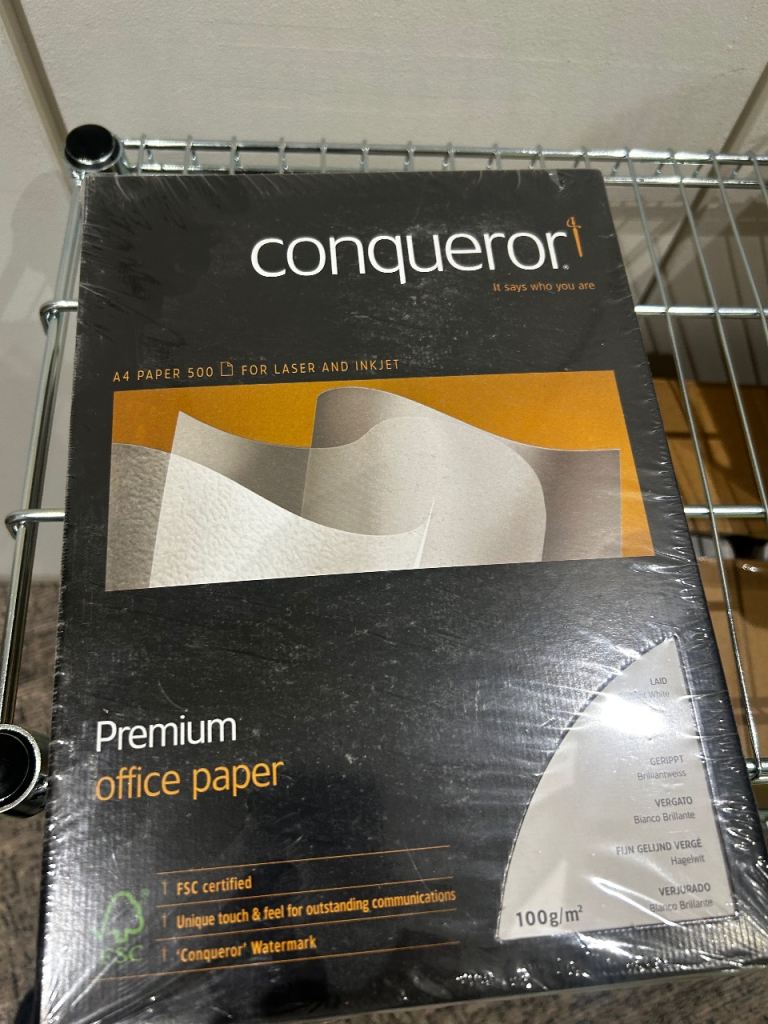 conqueror®
It says who you are
A4 PAPER 500 FOR LASER AND INKJET
Premium
office paper
FSC certified
Unique touch & feel for outstanding communications
'Conqueror' Watermark
FSC
LAID
White
GERIPPT
Brilliantweiss
VERGATO
Bianco Brillante
FIJN GELIJND VERGÉ
Hagelwit
VERJURADO
Blanco Brillante
100g/m²